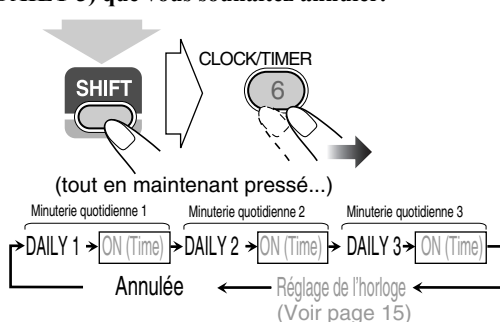 DAILY 3) que vous souhaitez annuler.
CLOCK/TIMER
SHIFT
6
(tout en maintenant pressé...)
Minuterie quotidienne 1 Minuterie quotidienne 2 Minuterie quotidienne 3
DAILY 1 ON (Time) DAILY 2 ON (Time) DAILY 3 ON (Time)
Annulée Réglage de l'horloge
(Voir page 15)